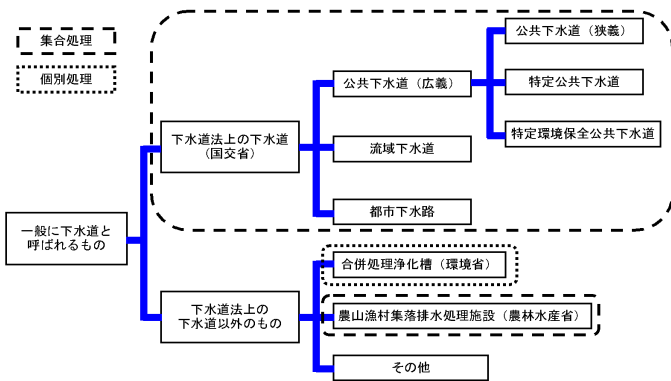 集合処理
個別処理
公共下水道（狭義）
公共下水道（広義）
特定公共下水道
特定環境保全公共下水道
下水道法上の下水道
（国交省）
流域下水道
都市下水路
一般に下水道と
呼ばれるもの
合併処理浄化槽（環境省）
下水道法上の
下水道以外のもの
農山漁村集落排水処理施設（農林水産省）
その他